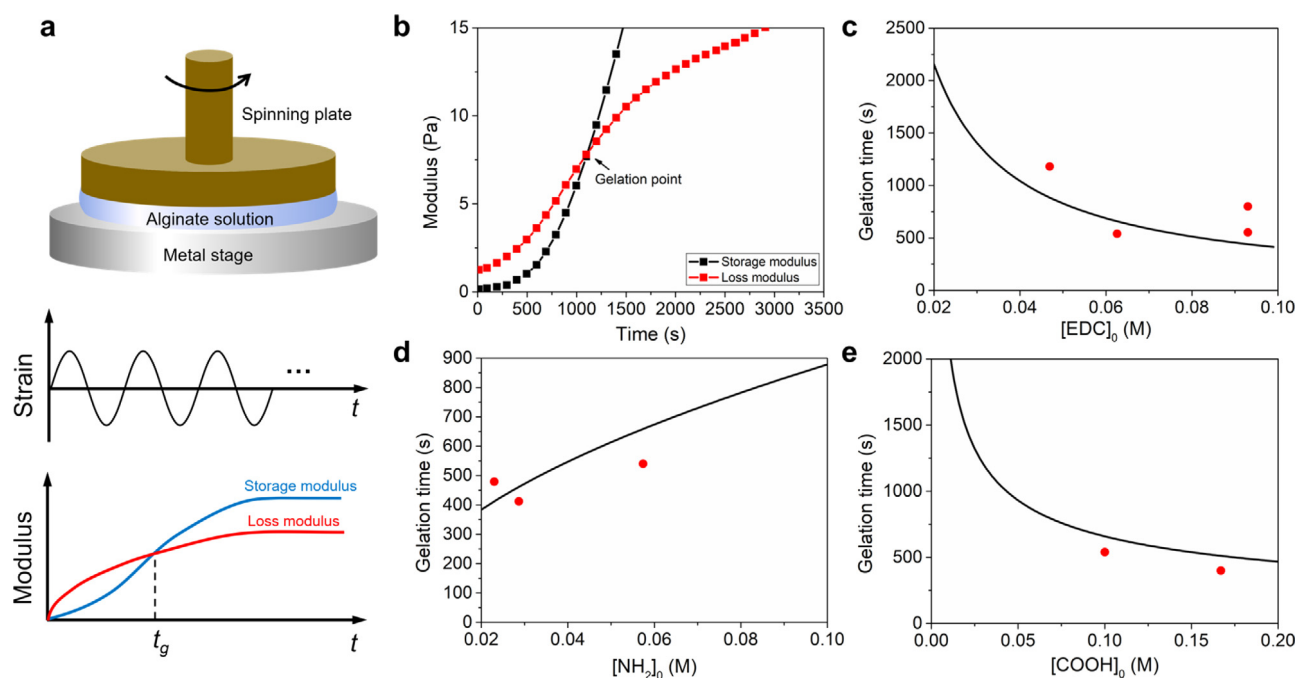 a
Spinning plate
Alginate solution
Metal stage
Strain
...
t
Modulus
Storage modulus
Loss modulus
t_g
t
b
Modulus (Pa)
15
10
5
0
0 500 1000 1500 2000 2500 3000 3500
Time (s)
Gelation point
Storage modulus
Loss modulus
c
Gelation time (s)
2500
2000
1500
1000
500
0
0.02 0.04 0.06 0.08 0.10
[EDC]₀ (M)
d
Gelation time (s)
900
800
700
600
500
400
300
200
100
0
0.02 0.04 0.06 0.08 0.10
[NH₂]₀ (M)
e
Gelation time (s)
2000
1500
1000
500
0
0.00 0.05 0.10 0.15 0.20
[COOH]₀ (M)